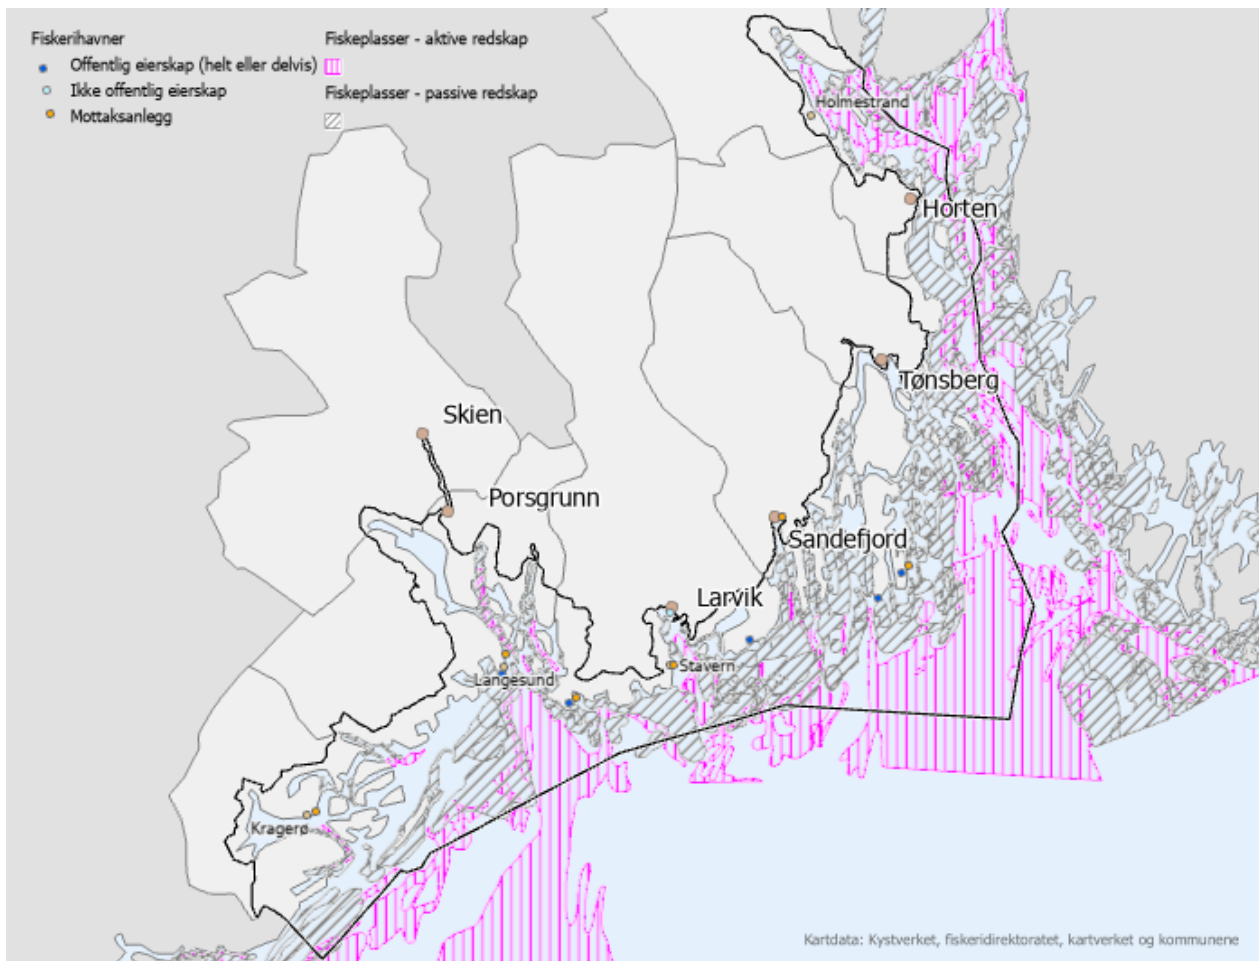 Fiskerihavner
Offentlig eierskap (helt eller delvis)
Ikke offentlig eierskap
Mottaksanlegg
Fiskeplasser - aktive redskap
Fiskeplasser - passive redskap
Holmestrand
Horten
Tønsberg
Skien
Porsgrunn
Sandefjord
Larvik
Stavern
Langesund
Kragerø
Kartdata: Kystverket, fiskeridirektoratet, kartverket og kommunene